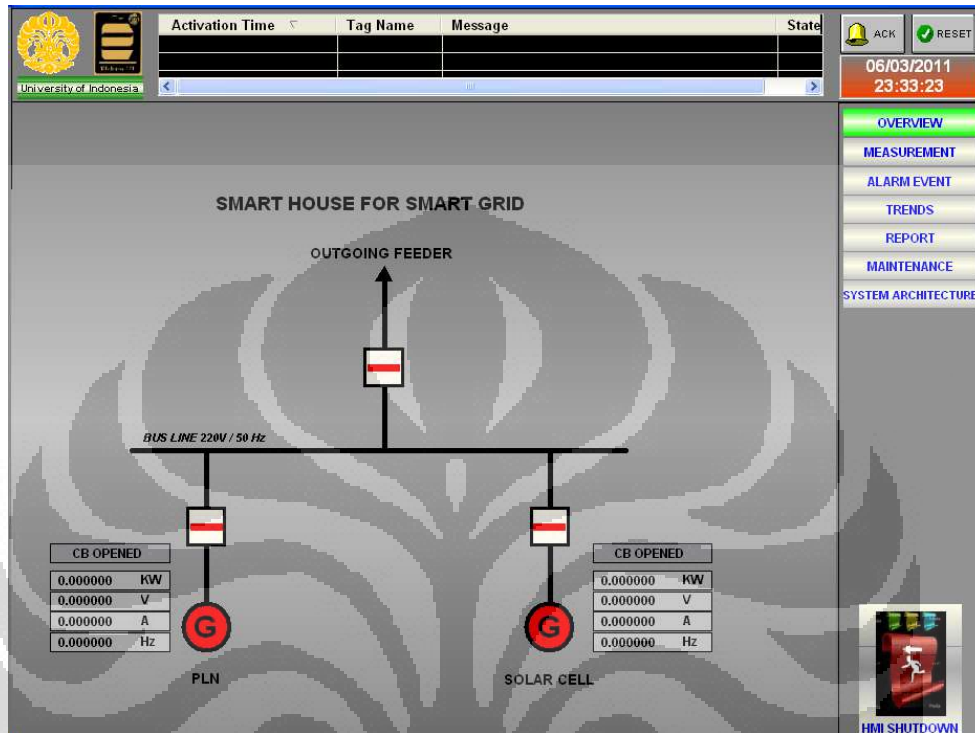 Activation Time Tag Name Message State
ACK
RESET
University of Indonesia
06/03/2011
23:33:23
OVERVIEW
MEASUREMENT
ALARM EVENT
TRENDS
REPORT
MAINTENANCE
SYSTEM ARCHITECTURE
SMART HOUSE FOR SMART GRID
OUTGOING FEEDER
BUS LINE 220V / 50 Hz
CB OPENED
0.000000 KW
0.000000 V
0.000000 A
0.000000 Hz
G
PLN
CB OPENED
0.000000 KW
0.000000 V
0.000000 A
0.000000 Hz
G
SOLAR CELL
HMI SHUTDOWN